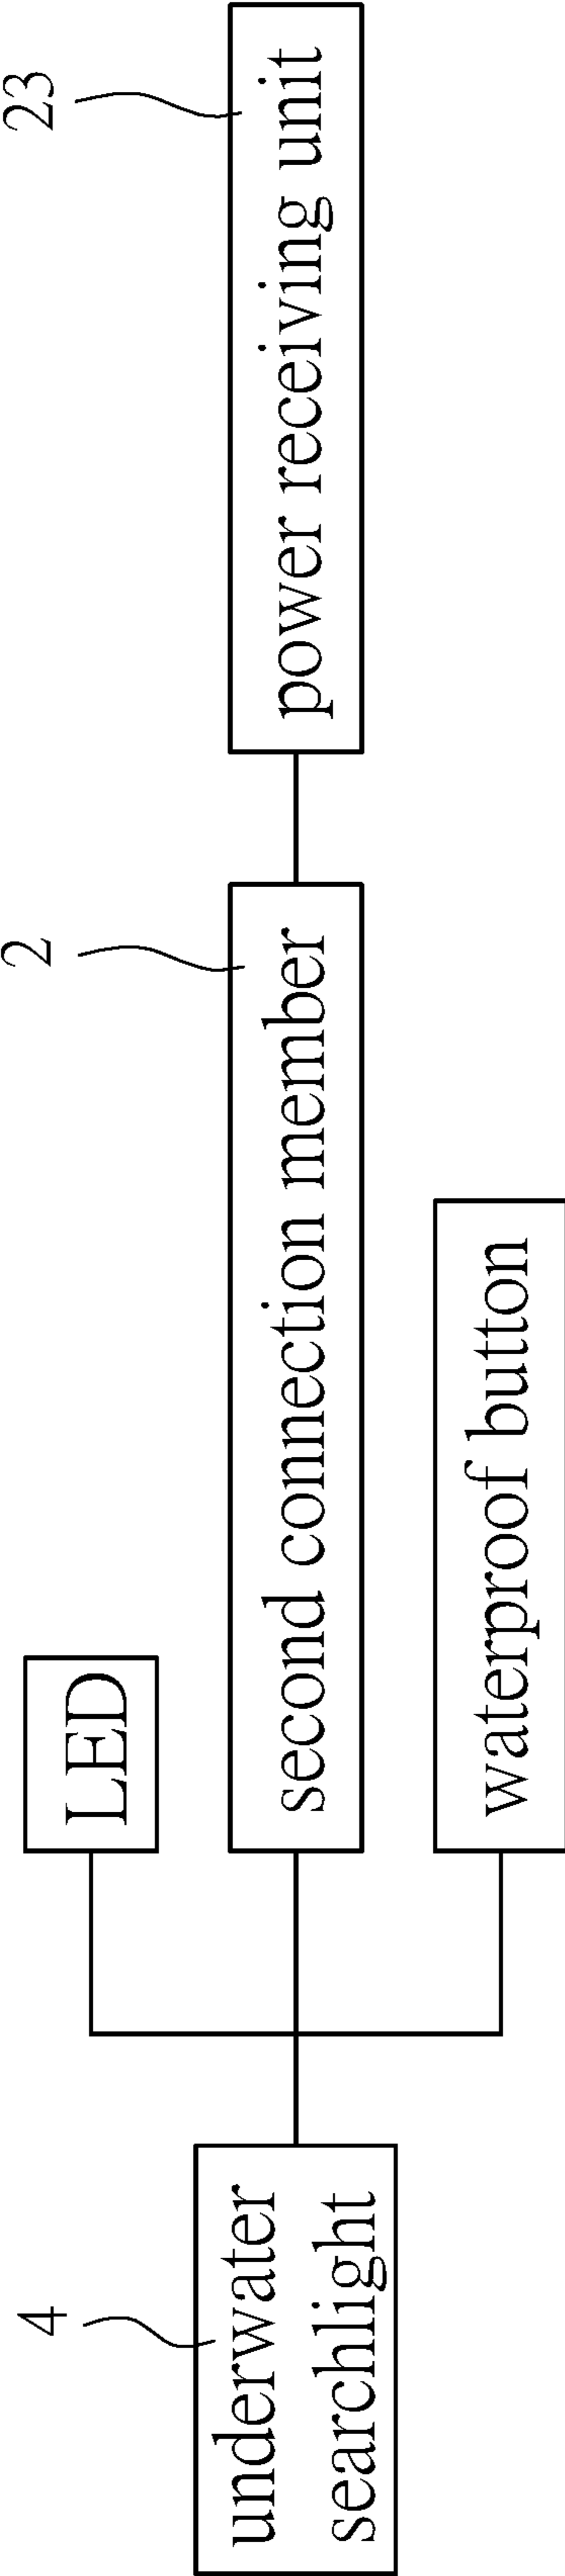 4
underwater
searchlight
LED
2
second connection member
waterproof button
23
power receiving unit